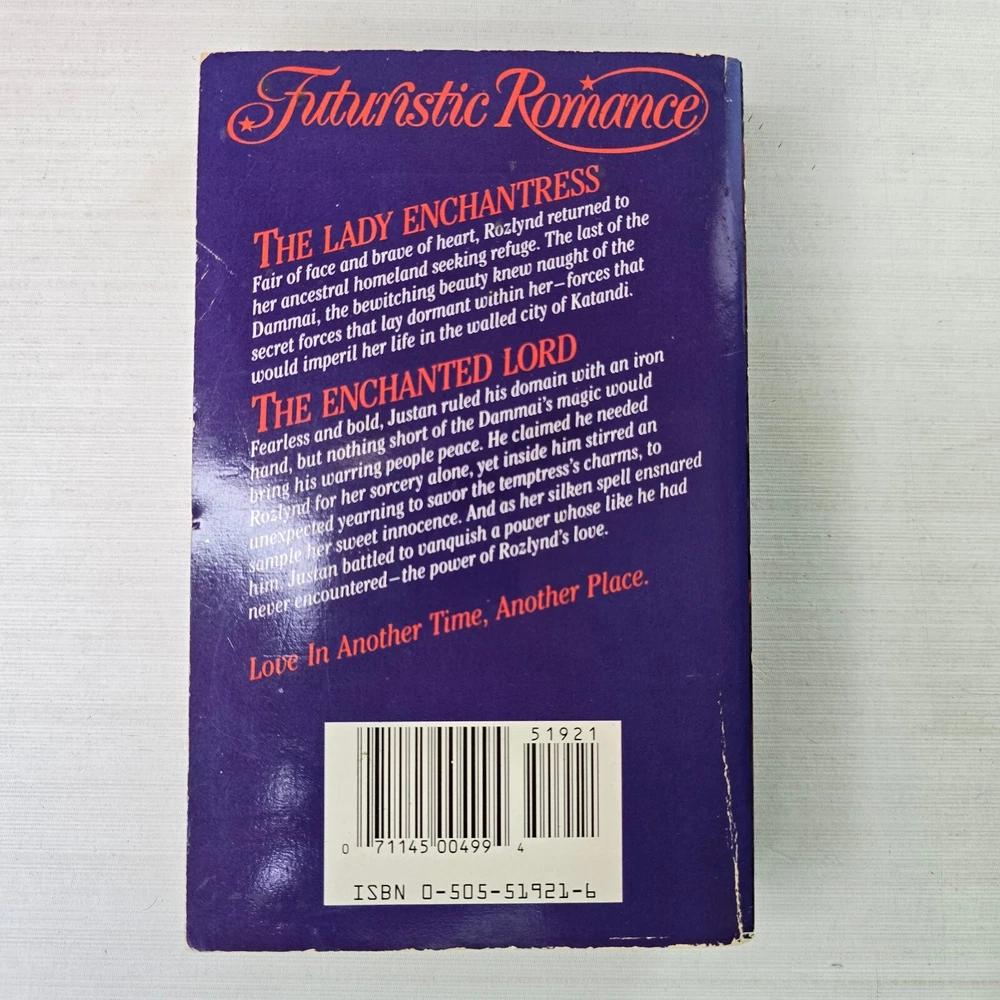 Futuristic Romance
THE LADY ENCHANTRESS
Fair of face and brave of heart, Rozlynd returned to
her ancestral homeland seeking refuge. The last of the
Dammai, the bewitching beauty knew naught of the
secret forces that lay dormant within her—forces that
would imperil her life in the walled city of Katandi.
THE ENCHANTED LORD
Fearless and bold, Justan ruled his domain with an iron
hand, but nothing short of the Dammai's magic would
bring his warring people peace. He claimed he needed
Rozlynd for her sorcery alone, yet inside him stirred an
unexpected yearning to savor the temptress's charms, to
sample her sweet innocence. And as her silken spell ensnared
him, Justan battled to vanquish a power whose like he had
never encountered—the power of Rozlynd's love.
Love In Another Time, Another Place.
51921
0 71145 00499 4
ISBN 0-505-51921-6